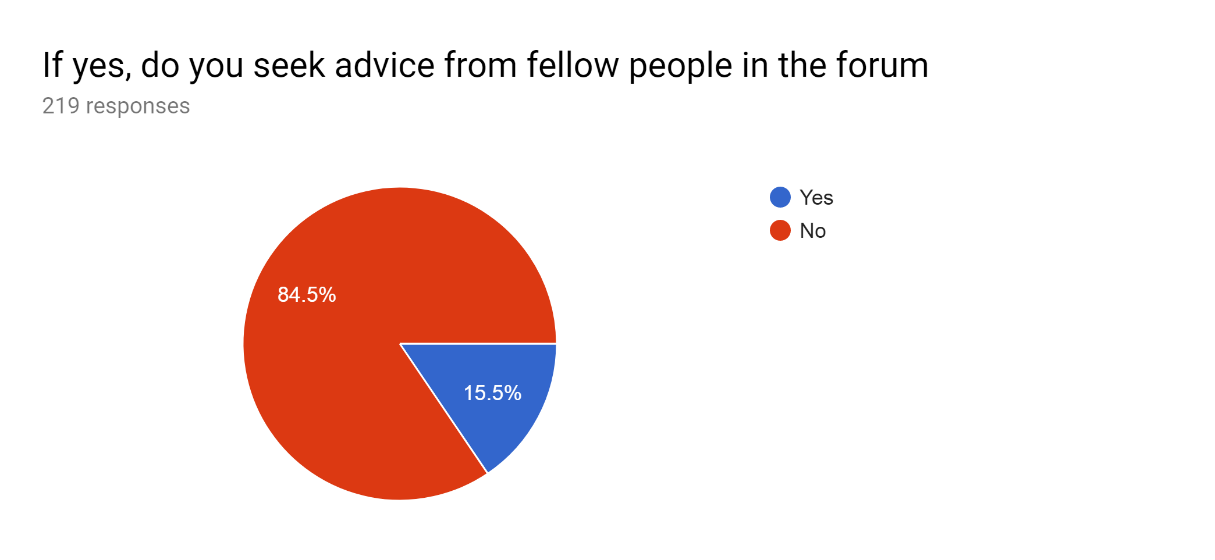 If yes, do you seek advice from fellow people in the forum
219 responses
Yes
No
84.5%
15.5%